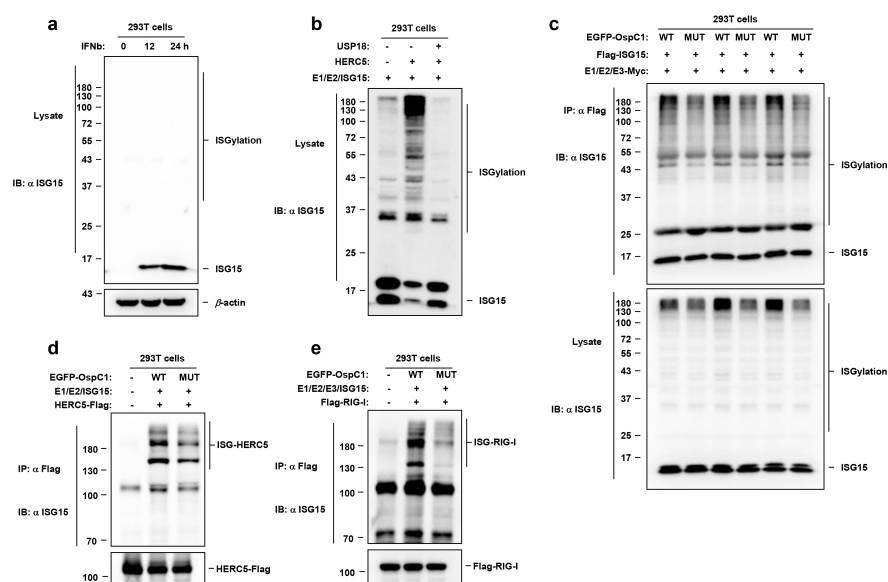 a
293T cells
IFNb: 0 12 24 h
180
130
100
72
55
43
37
25
17
43
Lysate
IB: α ISG15
ISGylation
ISG15
β-actin
b
293T cells
USP18: - - +
HERC5: - + +
E1/E2/ISG15: + + +
180
130
100
72
55
43
37
25
17
Lysate
IB: α ISG15
ISGylation
ISG15
c
293T cells
EGFP-OspC1: WT MUT WT MUT WT MUT
Flag-ISG15: + + + + + +
E1/E2/E3-Myc: + + + + + +
IP: α Flag
IB: α ISG15
180
130
100
72
55
43
37
25
17
ISGylation
ISG15
Lysate
IB: α ISG15
180
130
100
72
55
43
37
25
17
ISGylation
ISG15
d
293T cells
EGFP-OspC1: - WT MUT
E1/E2/ISG15: - + +
HERC5-Flag: - + +
IP: α Flag
IB: α ISG15
180
130
100
70
100
ISG-HERC5
HERC5-Flag
e
293T cells
EGFP-OspC1: - WT MUT
E1/E2/E3/ISG15: - + +
Flag-RIG-I: - + +
IP: α Flag
IB: α ISG15
180
130
100
70
100
ISG-RIG-I
Flag-RIG-I